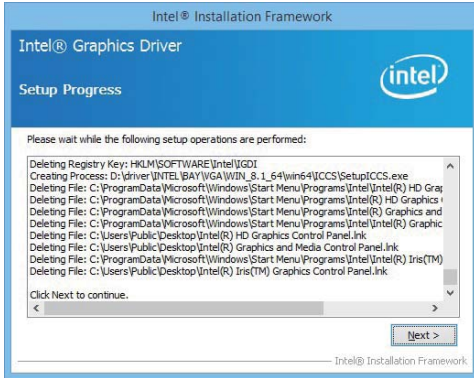 Intel® Installation Framework
Intel® Graphics Driver
Setup Progress
intel
Please wait while the following setup operations are performed:
Deleting Registry Key: HKLM\SOFTWARE\Intel\IGDI
Creating Process: D:\driver\INTEL\BAY\VGA\WIN_8.1_64\win64\ICCS\SetupICCS.exe
Deleting File: C:\ProgramData\Microsoft\Windows\Start Menu\Programs\Intel\Intel(R) HD Grap
Deleting File: C:\ProgramData\Microsoft\Windows\Start Menu\Programs\Intel(R) HD Graphics
Deleting File: C:\ProgramData\Microsoft\Windows\Start Menu\Programs\Intel(R) Graphics and
Deleting File: C:\ProgramData\Microsoft\Windows\Start Menu\Programs\Intel\Intel(R) Graphic
Deleting File: C:\Users\Public\Desktop\Intel(R) HD Graphics Control Panel.lnk
Deleting File: C:\Users\Public\Desktop\Intel(R) Graphics and Media Control Panel.lnk
Deleting File: C:\ProgramData\Microsoft\Windows\Start Menu\Programs\Intel\Intel(R) Iris(TM)
Deleting File: C:\Users\Public\Desktop\Intel(R) Iris(TM) Graphics Control Panel.lnk
Click Next to continue.
Next >
Intel® Installation Framework